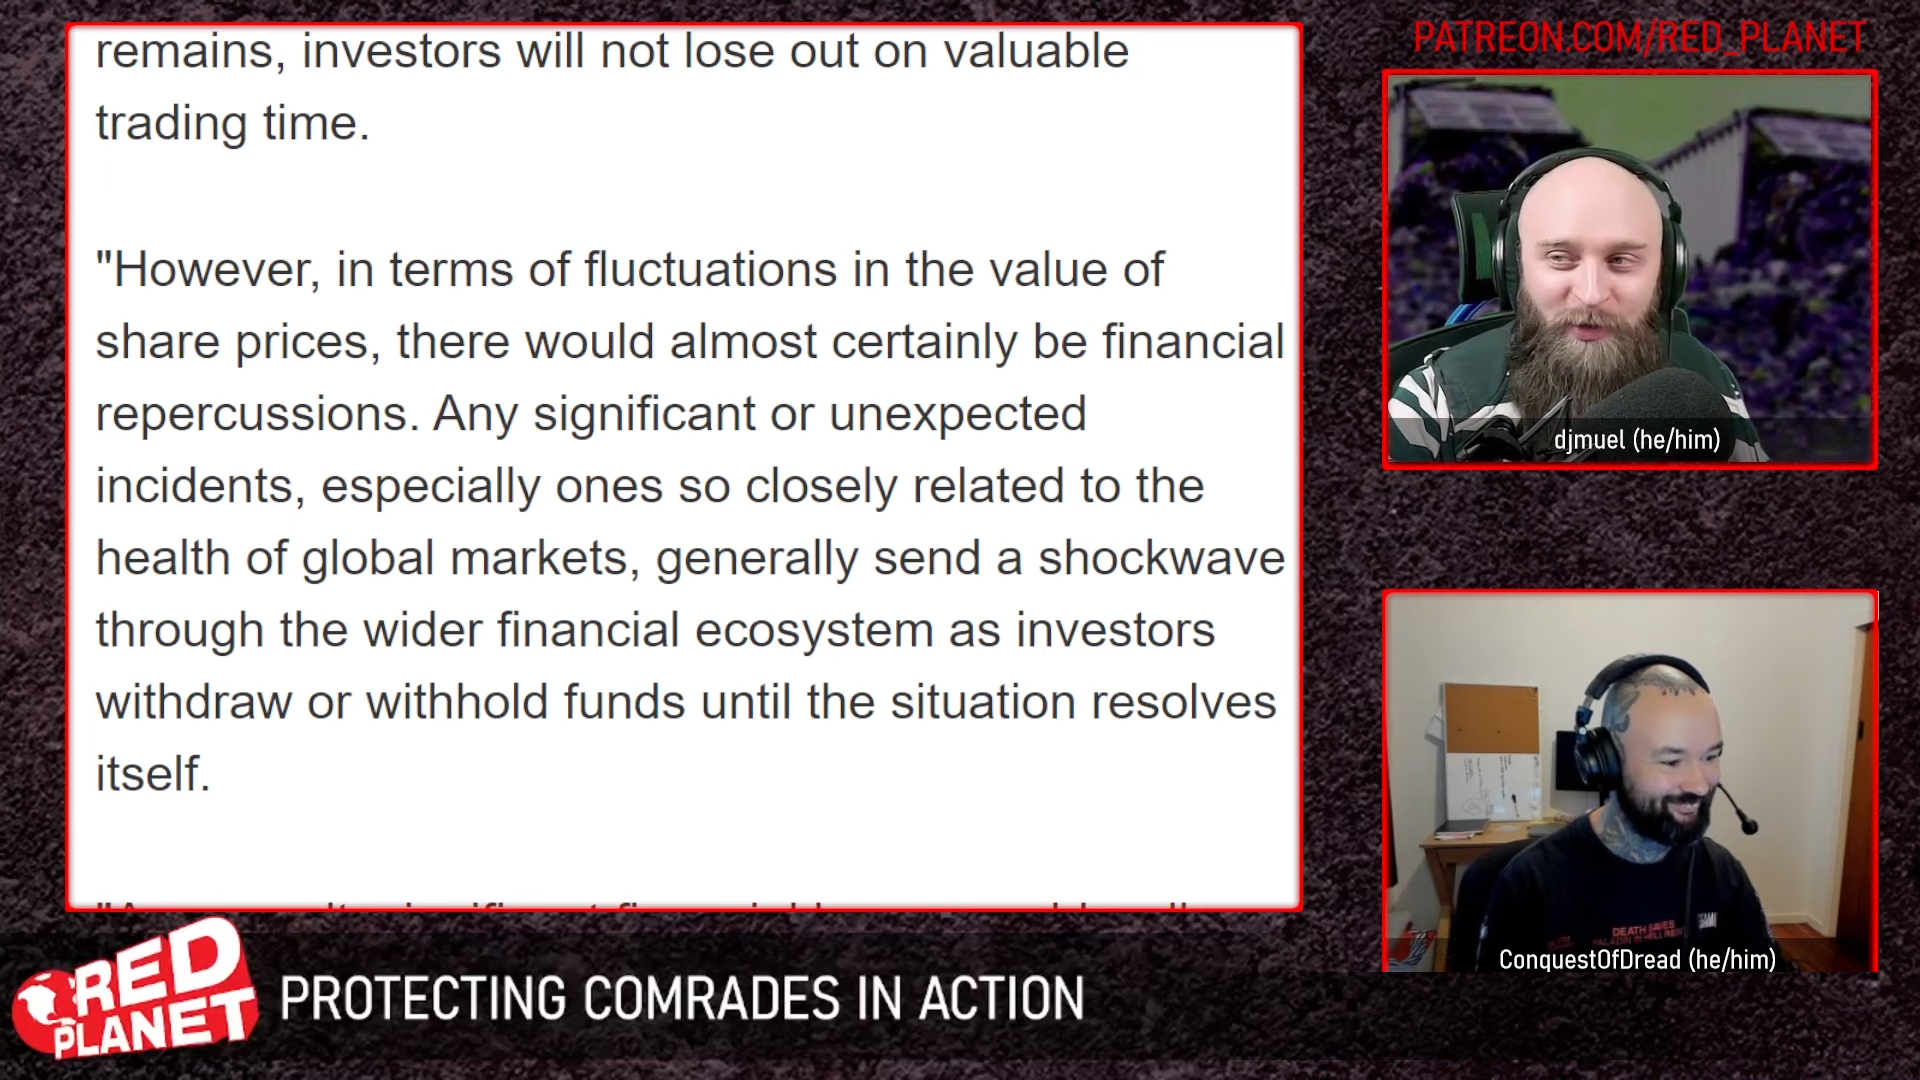 PATREON.COM/RED_PLANET
remains, investors will not lose out on valuable
trading time.
"However, in terms of fluctuations in the value of
share prices, there would almost certainly be financial
repercussions. Any significant or unexpected
incidents, especially ones so closely related to the
health of global markets, generally send a shockwave
through the wider financial ecosystem as investors
withdraw or withhold funds until the situation resolves
itself.
djmuel (he/him)
DEATH SAVES
ConquestOfDread (he/him)
RED
PLANET
PROTECTING COMRADES IN ACTION